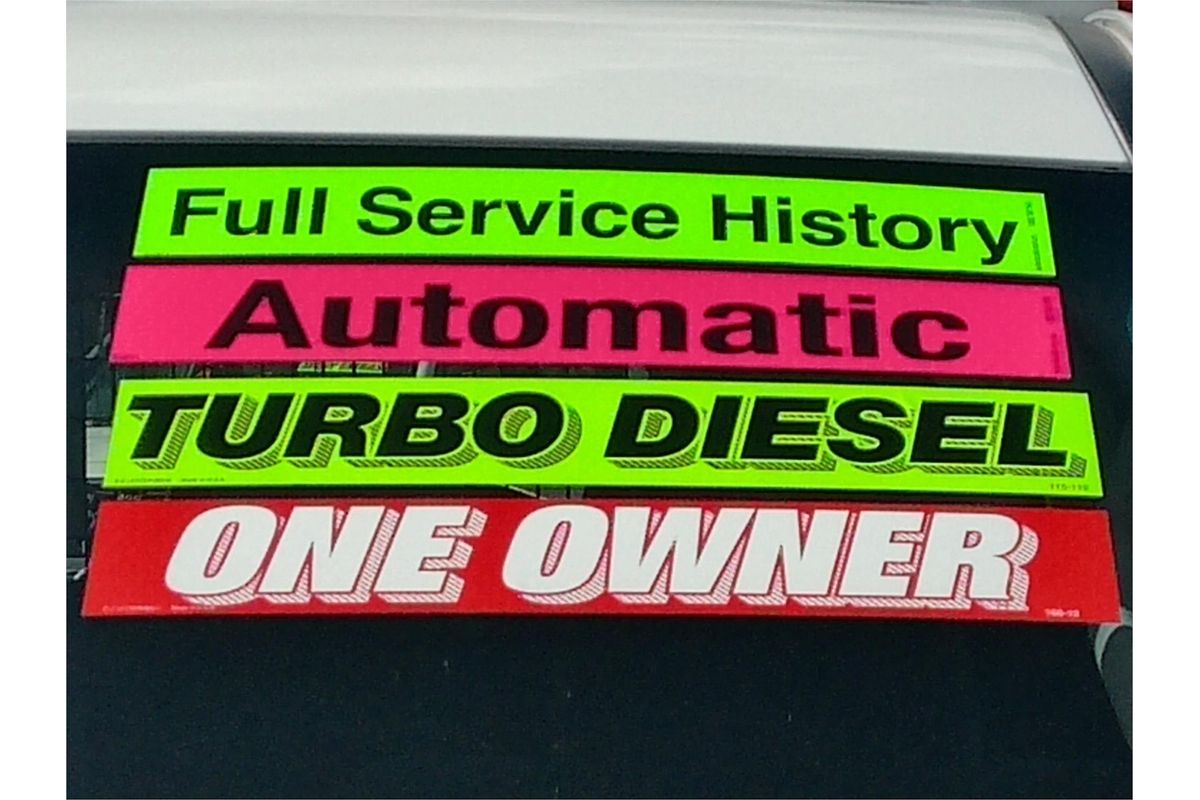 Full Service History
Automatic
TURBO DIESEL
ONE OWNER